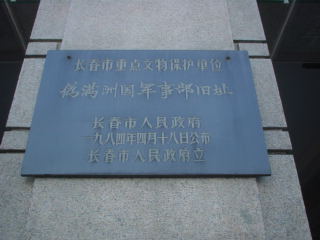 长春市重点文物保护单位
伪满洲国军事部旧址
长春市人民政府
一九八四年四月十八日公布
长春市人民政府立